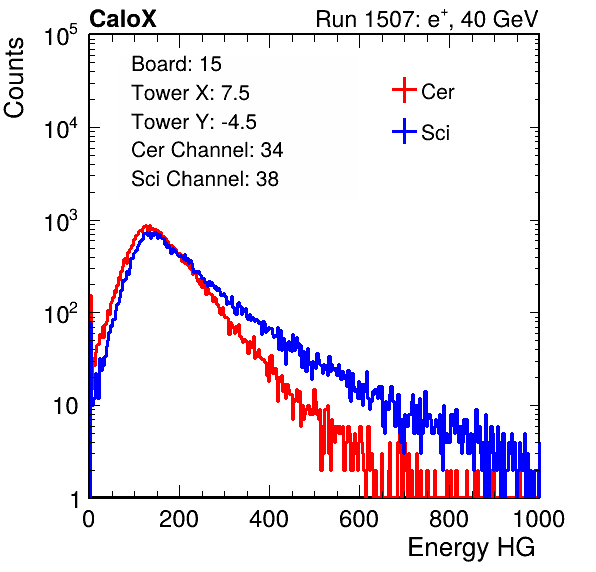 CaloX Run 1507: e⁺, 40 GeV
Counts
10⁵
10⁴
10³
10²
10
1
Board: 15
Tower X: 7.5
Tower Y: -4.5
Cer Channel: 34
Sci Channel: 38
Cer
Sci
0 200 400 600 800 1000
Energy HG